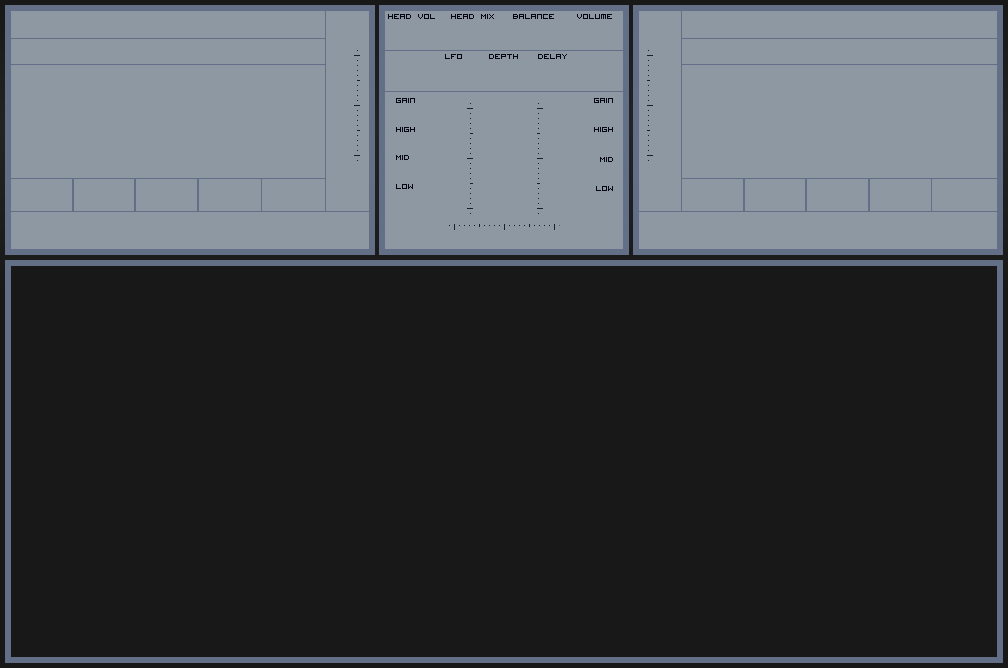 HEAD VOL HEAD MIX BALANCE VOLUME
LFO DEPTH DELAY
GAIN GAIN
HIGH HIGH
MID MID
LOW LOW